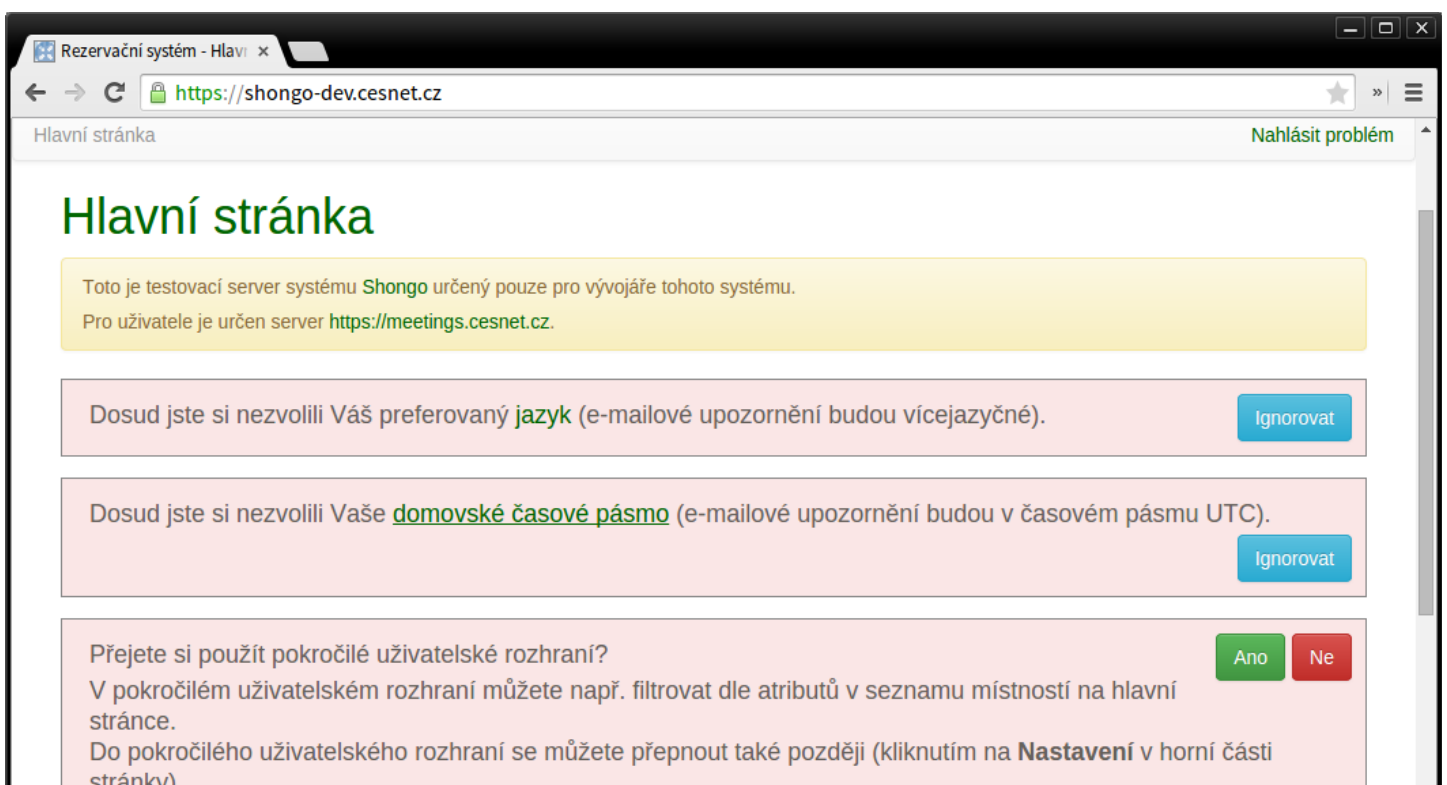 Rezervační systém - Hlav
https://shongo-dev.cesnet.cz
Hlavní stránka
Nahlásit problém
Hlavní stránka
Toto je testovací server systému Shongo určený pouze pro vývojáře tohoto systému.
Pro uživatele je určen server https://meetings.cesnet.cz.
Dosud jste si nezvolili Váš preferovaný jazyk (e-mailové upozornění budou vícejazyčné).
Ignorovat
Dosud jste si nezvolili Vaše domovské časové pásmo (e-mailové upozornění budou v časovém pásmu UTC).
Ignorovat
Přejete si použít pokročilé uživatelské rozhraní?
Ano
Ne
V pokročilém uživatelském rozhraní můžete např. filtrovat dle atributů v seznamu místností na hlavní
stránce.
Do pokročilého uživatelského rozhraní se můžete přepnout také později (kliknutím na Nastavení v horní části
stránky)